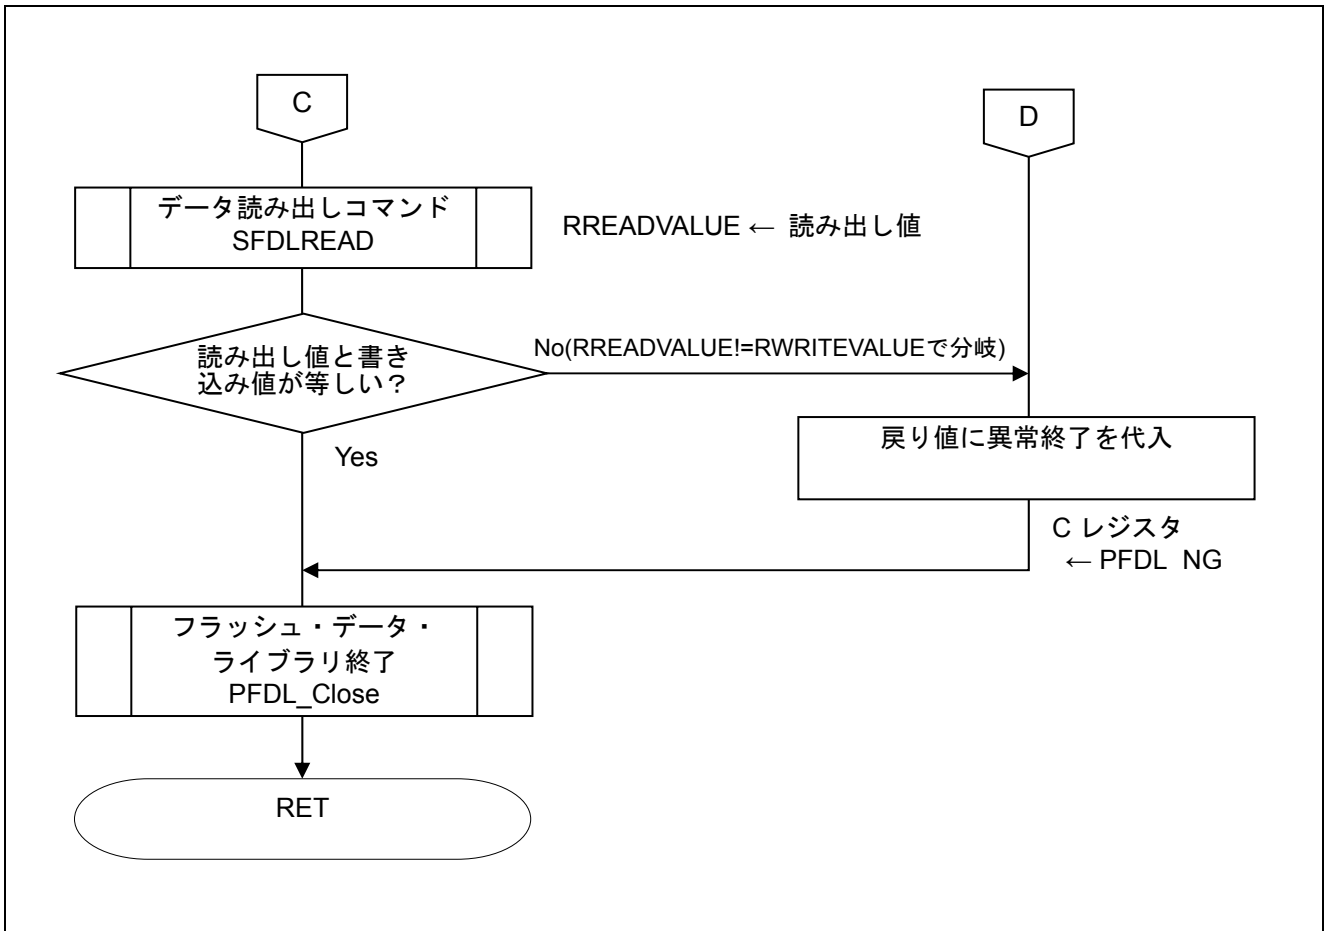 C
D
データ読み出しコマンド
SFDLREAD
RREADVALUE ← 読み出し値
No(RREADVALUE!=RWRITEVALUEで分岐)
読み出し値と書き
込み値が等しい？
Yes
戻り値に異常終了を代入
C レジスタ
← PFDL NG
フラッシュ・データ・
ライブラリ終了
PFDL_Close
RET